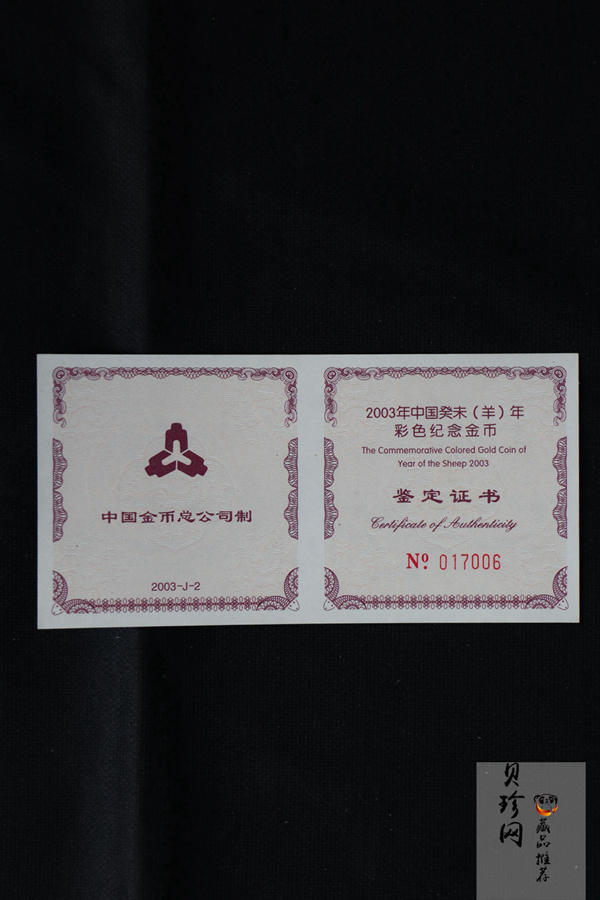 中国金币总公司制
2003-J-2
2003年中国癸未（羊）年
彩色纪念金币
The Commemorative Colored Gold Coin of
Year of the Sheep 2003
鉴定证书
Certificate of Authenticity
Nº 017006
贝珍网
藏品推荐